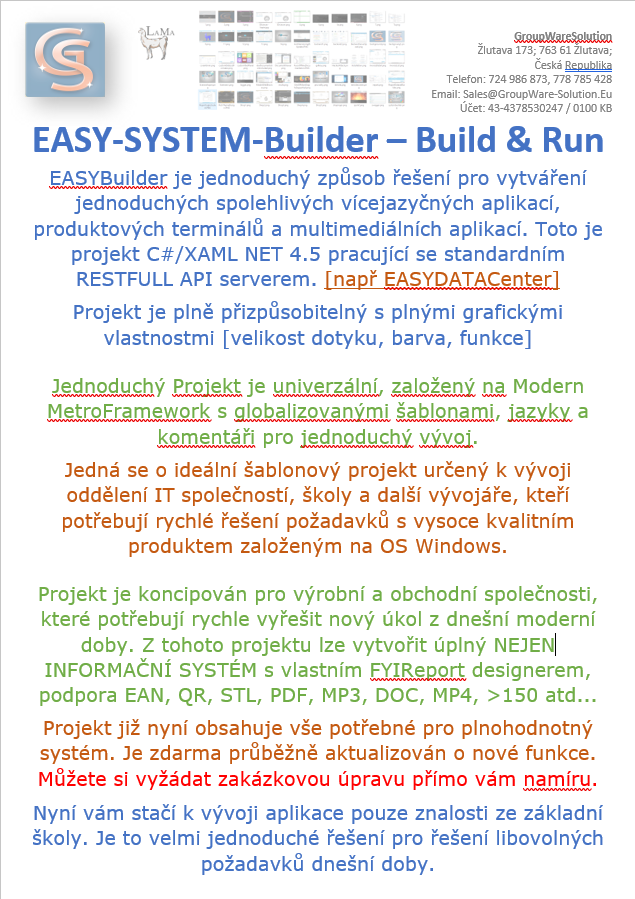 LaMa
GroupWareSolution
Žlutava 173; 763 61 Žlutava;
Česká Republika
Telefon: 724 986 873, 778 785 428
Email: Sales@GroupWare-Solution.Eu
Účet: 43-4378530247 / 0100 KB
EASY-SYSTEM-Builder – Build & Run
EASYBuilder je jednoduchý způsob řešení pro vytváření
jednoduchých spolehlivých vícejazyčných aplikací,
produktových terminálů a multimediálních aplikací. Toto je
projekt C#/XAML NET 4.5 pracující se standardním
RESTFULL API serverem. [např EASYDATACenter]
Projekt je plně přizpůsobitelný s plnými grafickými
vlastnostmi [velikost dotyku, barva, funkce]
Jednoduchý Projekt je univerzální, založený na Modern
MetroFramework s globalizovanými šablonami, jazyky a
komentáři pro jednoduchý vývoj.
Jedná se o ideální šablonový projekt určený k vývoji
oddělení IT společností, školy a další vývojáře, kteří
potřebují rychlé řešení požadavků s vysoce kvalitním
produktem založeným na OS Windows.
Projekt je koncipován pro výrobní a obchodní společnosti,
které potřebují rychle vyřešit nový úkol z dnešní moderní
doby. Z tohoto projektu lze vytvořit úplný NEJEN
INFORMAČNÍ SYSTÉM s vlastním FYIReport designerem,
podpora EAN, QR, STL, PDF, MP3, DOC, MP4, >150 atd...
Projekt již nyní obsahuje vše potřebné pro plnohodnotný
systém. Je zdarma průběžně aktualizován o nové funkce.
Můžete si vyžádat zakázkovou úpravu přímo vám namíru.
Nyní vám stačí k vývoji aplikace pouze znalosti ze základní
školy. Je to velmi jednoduché řešení pro řešení libovolných
požadavků dnešní doby.